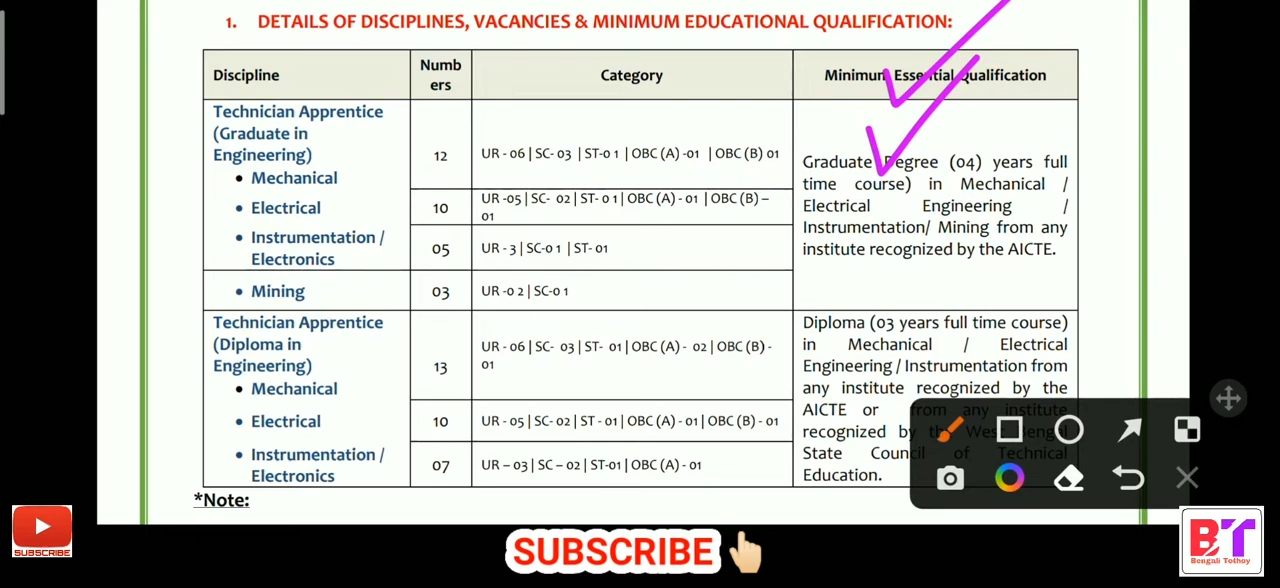 1. DETAILS OF DISCIPLINES, VACANCIES & MINIMUM EDUCATIONAL QUALIFICATION:
Discipline
Numb
ers
Category
Minimum Essential Qualification
Technician Apprentice
(Graduate in
Engineering)
• Mechanical
12
UR - 06 | SC- 03 | ST-0 1 | OBC (A) -01 | OBC (B) 01
• Electrical
10
UR -05 | SC- 02 | ST- 0 1 | OBC (A) - 01 | OBC (B) –
01
• Instrumentation /
Electronics
05
UR - 3 | SC-0 1 | ST- 01
• Mining
03
UR -0 2 | SC-0 1
Graduate Degree (04) years full
time course) in Mechanical /
Electrical Engineering /
Instrumentation/ Mining from any
institute recognized by the AICTE.
Technician Apprentice
(Diploma in
Engineering)
• Mechanical
13
UR - 06 | SC- 03 | ST- 01 | OBC (A) - 02 | OBC (B) -
01
• Electrical
10
UR - 05 | SC - 02 | ST - 01 | OBC (A) - 01 | OBC (B) - 01
• Instrumentation /
Electronics
07
UR – 03 | SC – 02 | ST-01 | OBC (A) - 01
Diploma (03 years full time course)
in Mechanical / Electrical
Engineering / Instrumentation from
any institute recognized by the
AICTE or from any institute
recognized by the West Bengal
State Council of Technical
Education.
*Note:
SUBSCRIBE
SUBSCRIBE
BT
Bengali Tothoy